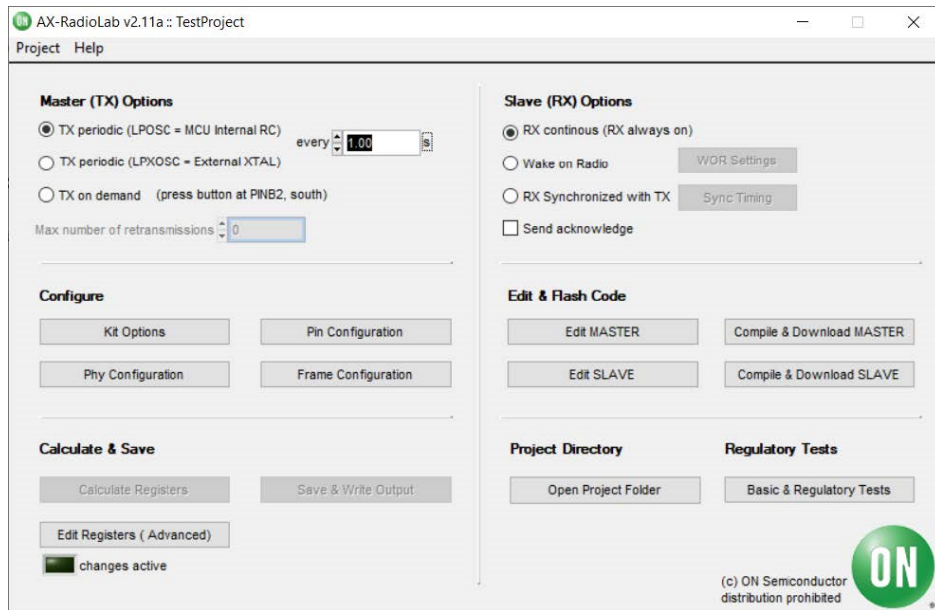 ON AX-RadioLab v2.11a :: TestProject
Project Help
Master (TX) Options
TX periodic (LPOSC = MCU Internal RC)
every 1.00 s
TX periodic (LPXOSC = External XTAL)
TX on demand (press button at PINB2, south)
Max number of retransmissions 0
Slave (RX) Options
RX continous (RX always on)
Wake on Radio WOR Settings
RX Synchronized with TX Sync Timing
Send acknowledge
Configure
Kit Options Pin Configuration
Phy Configuration Frame Configuration
Edit & Flash Code
Edit MASTER Compile & Download MASTER
Edit SLAVE Compile & Download SLAVE
Calculate & Save
Calculate Registers Save & Write Output
Edit Registers ( Advanced)
changes active
Project Directory Regulatory Tests
Open Project Folder Basic & Regulatory Tests
(c) ON Semiconductor
distribution prohibited
ON